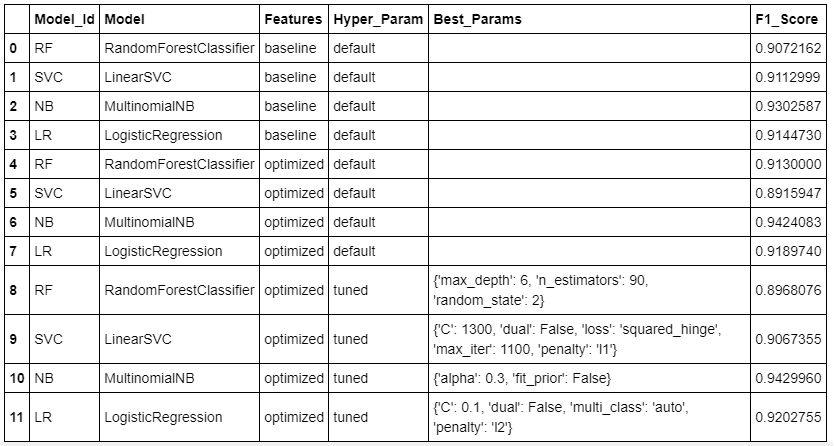 Model_Id Model Features Hyper_Param Best_Params F1_Score
0 RF RandomForestClassifier baseline default 0.9072162
1 SVC LinearSVC baseline default 0.9112999
2 NB MultinomialNB baseline default 0.9302587
3 LR LogisticRegression baseline default 0.9144730
4 RF RandomForestClassifier optimized default 0.9130000
5 SVC LinearSVC optimized default 0.8915947
6 NB MultinomialNB optimized default 0.9424083
7 LR LogisticRegression optimized default 0.9189740
8 RF RandomForestClassifier optimized tuned {'max_depth': 6, 'n_estimators': 90,
'random_state': 2} 0.8968076
9 SVC LinearSVC optimized tuned {'C': 1300, 'dual': False, 'loss': 'squared_hinge',
'max_iter': 1100, 'penalty': 'l1'} 0.9067355
10 NB MultinomialNB optimized tuned {'alpha': 0.3, 'fit_prior': False} 0.9429960
11 LR LogisticRegression optimized tuned {'C': 0.1, 'dual': False, 'multi_class': 'auto',
'penalty': 'l2'} 0.9202755